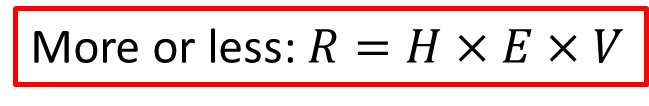 More or less: R = H × E × V